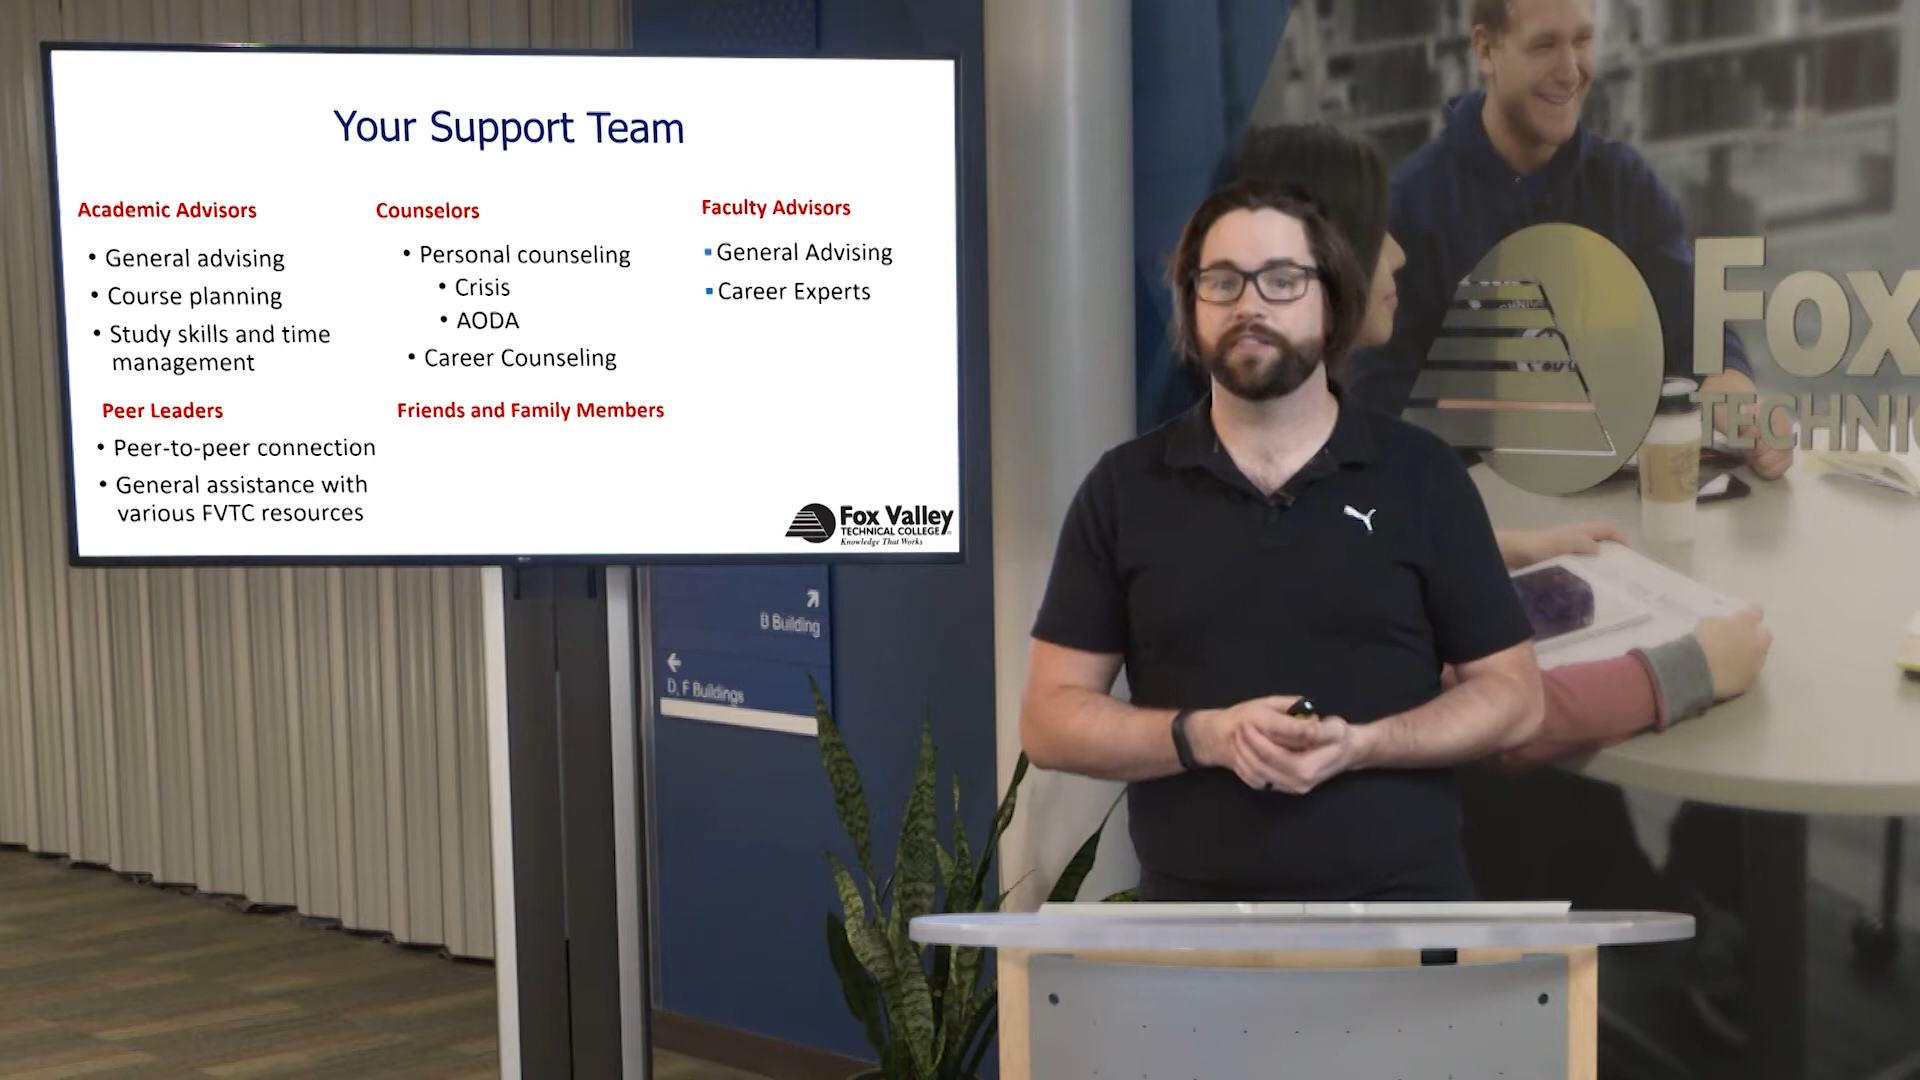 Your Support Team
Academic Advisors
• General advising
• Course planning
• Study skills and time
management
Counselors
• Personal counseling
• Crisis
• AODA
• Career Counseling
Faculty Advisors
▪ General Advising
▪ Career Experts
Peer Leaders
• Peer-to-peer connection
• General assistance with
various FVTC resources
Friends and Family Members
Fox Valley
TECHNICAL COLLEGE
Knowledge That Works
B Building
D, F Buildings
Fox
TECHNI